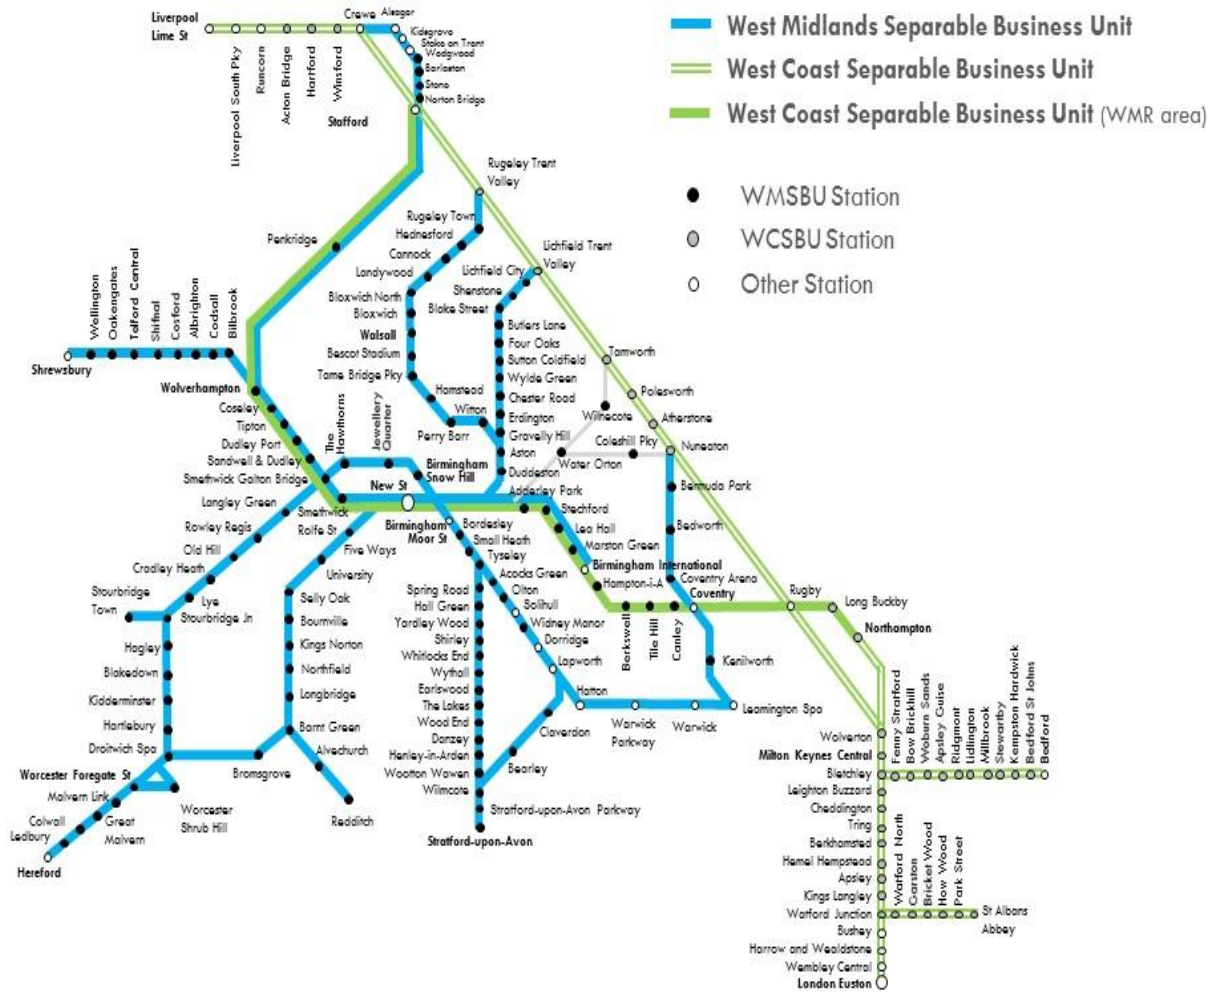 Liverpool
Lime St
Liverpool South Pky
Runcorn
Acton Bridge
Hartford
Winsford
Crewe
Alsager
Kidsgrove
Stoke on Trent
Wedgwood
Barlaston
Stone
Norton Bridge
Stafford
West Midlands Separable Business Unit
West Coast Separable Business Unit
West Coast Separable Business Unit (WMR area)
WMSBU Station
WCSBU Station
Other Station
Rugeley Trent
Valley
Rugeley Town
Hednesford
Cannock
Landywood
Bloxwich North
Bloxwich
Walsall
Bescot Stadium
Tame Bridge Pky
Hamstead
Perry Barr
Witton
Penkridge
Lichfield Trent
Valley
Lichfield City
Shenstone
Blake Street
Butlers Lane
Four Oaks
Sutton Coldfield
Wylde Green
Chester Road
Erdington
Gravelly Hill
Aston
Duddeston
Shrewsbury
Wellington
Oakengates
Telford Central
Shifnal
Cosford
Albrighton
Codsall
Bilbrook
Wolverhampton
Coseley
Tipton
Dudley Port
Sandwell & Dudley
Smethwick Galton Bridge
The
Hawthorns
Jewellery
Quarter
Birmingham
Snow Hill
New St
Smethwick
Rolfe St
Langley Green
Rowley Regis
Old Hill
Cradley Heath
Lye
Stourbridge
Town
Stourbridge Jn
Hagley
Blakedown
Kidderminster
Hartlebury
Droitwich Spa
Worcester Foregate St
Malvern Link
Colwall
Ledbury
Great
Malvern
Hereford
Worcester
Shrub Hill
Five Ways
University
Selly Oak
Bournville
Kings Norton
Northfield
Longbridge
Barnt Green
Bromsgrove
Alvechurch
Redditch
Birmingham
Moor St
Bordesley
Small Heath
Tyseley
Acocks Green
Olton
Solihull
Widney Manor
Dorridge
Lapworth
Hatton
Warwick
Parkway
Warwick
Leamington Spa
Claverdon
Bearley
Spring Road
Hall Green
Yardley Wood
Shirley
Whitlocks End
Wythall
Earlswood
The Lakes
Wood End
Danzey
Henley-in-Arden
Wootton Wawen
Wilmcote
Stratford-upon-Avon Parkway
Stratford-upon-Avon
Tamworth
Wilnecote
Polesworth
Atherstone
Nuneaton
Coleshill Pky
Water Orton
Bermuda Park
Bedworth
Coventry Arena
Coventry
Kenilworth
Adderley Park
Stechford
Lea Hall
Marston Green
Birmingham International
Hampton-i-A
Berkswell
Tile Hill
Canley
Rugby
Long Buckby
Northampton
Wolverton
Milton Keynes Central
Bletchley
Fenny Stratford
Bow Brickhill
Woburn Sands
Apsley Guise
Ridgmont
Lidlington
Millbrook
Stewartby
Kempston Hardwick
Bedford St Johns
Bedford
Leighton Buzzard
Cheddington
Tring
Berkhamsted
Hemel Hempstead
Apsley
Kings Langley
Watford Junction
Watford North
Garston
Bricket Wood
How Wood
Park Street
St Albans
Abbey
Bushey
Harrow and Wealdstone
Wembley Central
London Euston